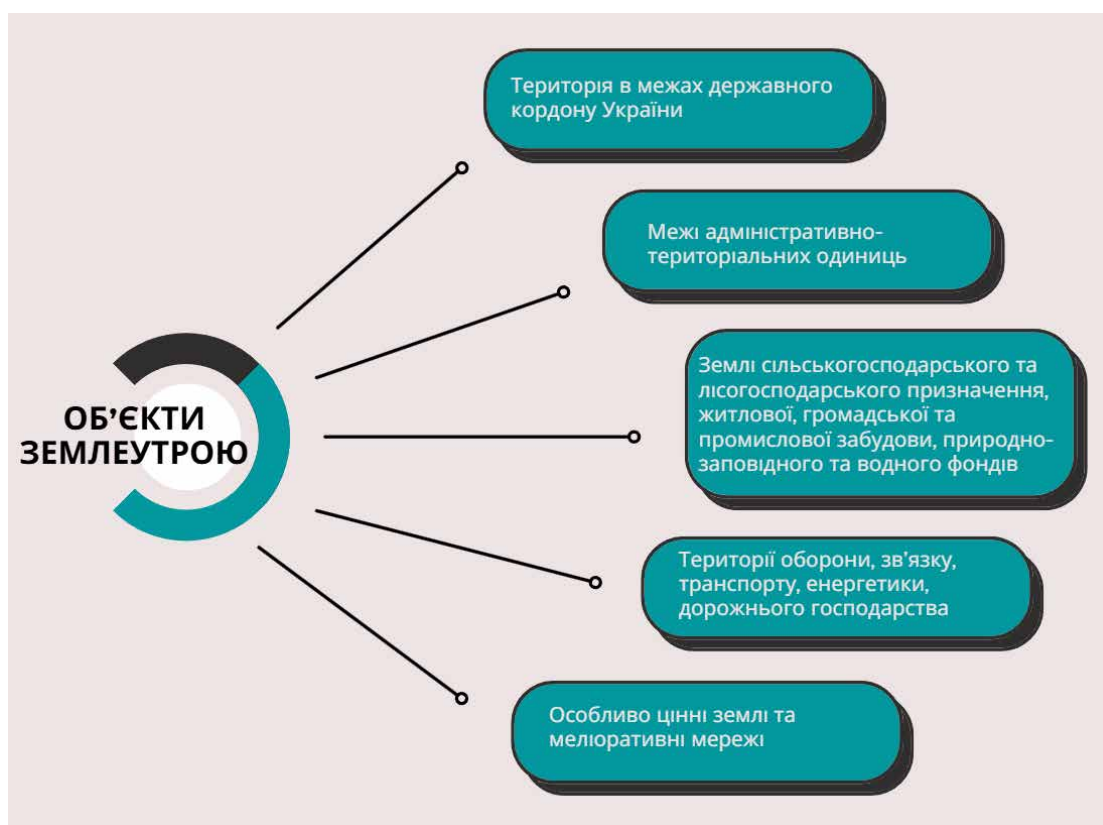 Територія в межах державного
кордону України
Межі адміністративно-
територіальних одиниць
Землі сільськогосподарського та
лісогосподарського призначення,
житлової, громадської та
промислової забудови, природно-
заповідного та водного фондів
ОБ’ЄКТИ
ЗЕМЛЕУТРОЮ
Території оборони, зв’язку,
транспорту, енергетики,
дорожнього господарства
Особливо цінні землі та
меліоративні мережі